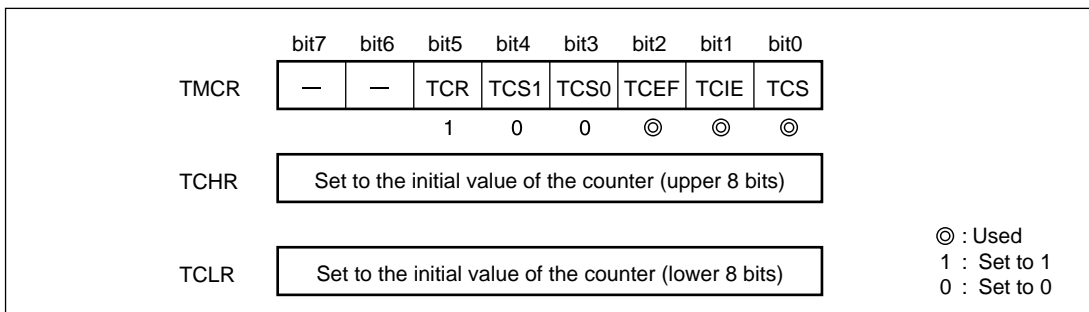 bit7 bit6 bit5 bit4 bit3 bit2 bit1 bit0
TMCR — — TCR TCS1 TCS0 TCEF TCIE TCS
1 0 0 ◎ ◎ ◎
TCHR Set to the initial value of the counter (upper 8 bits)
TCLR Set to the initial value of the counter (lower 8 bits)
◎ : Used
1 : Set to 1
0 : Set to 0